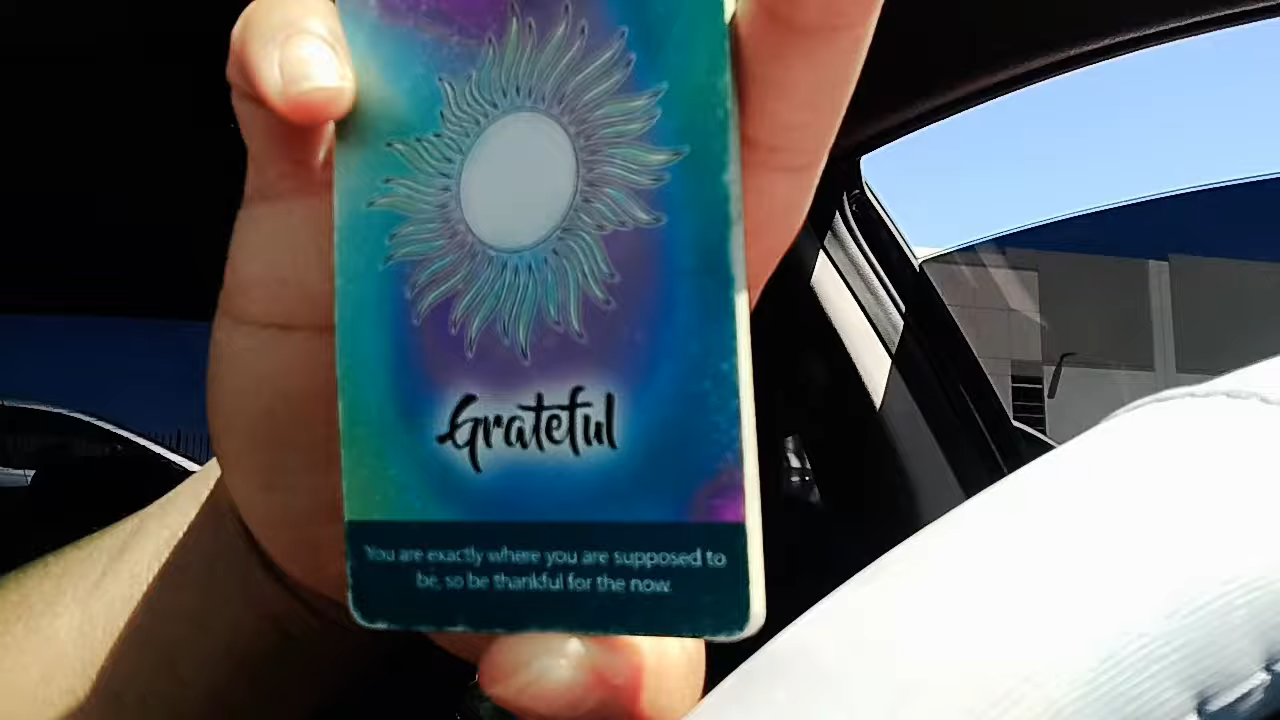 Grateful
You are exactly where you are supposed to
be, so be thankful for the now.